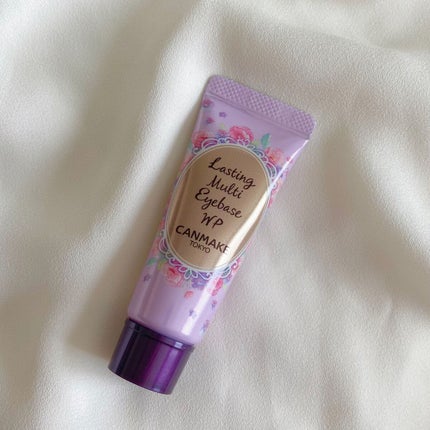 Lasting
Multi
Eyebase
WP
CANMAKE
TOKYO